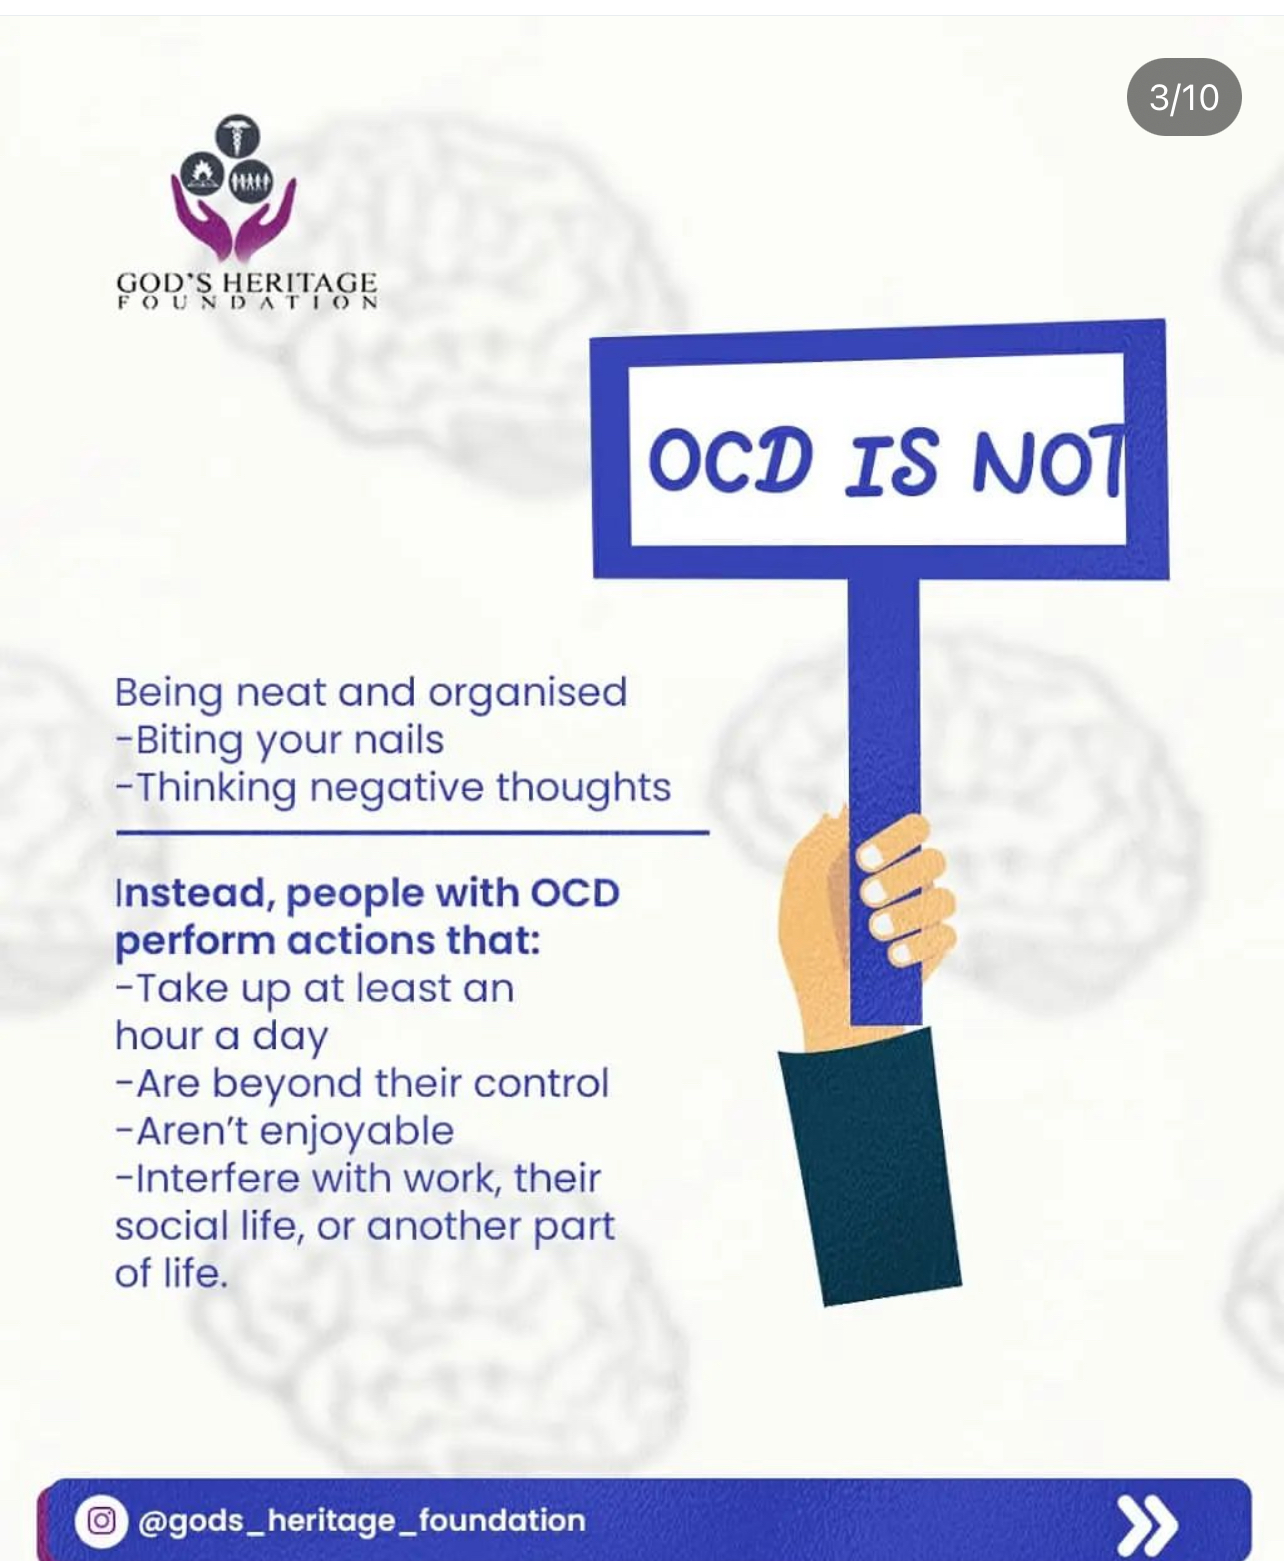 3/10
GOD'S HERITAGE
FOUNDATION
OCD IS NOT
Being neat and organised
-Biting your nails
-Thinking negative thoughts
Instead, people with OCD
perform actions that:
-Take up at least an
hour a day
-Are beyond their control
-Aren't enjoyable
-Interfere with work, their
social life, or another part
of life.
@gods_heritage_foundation